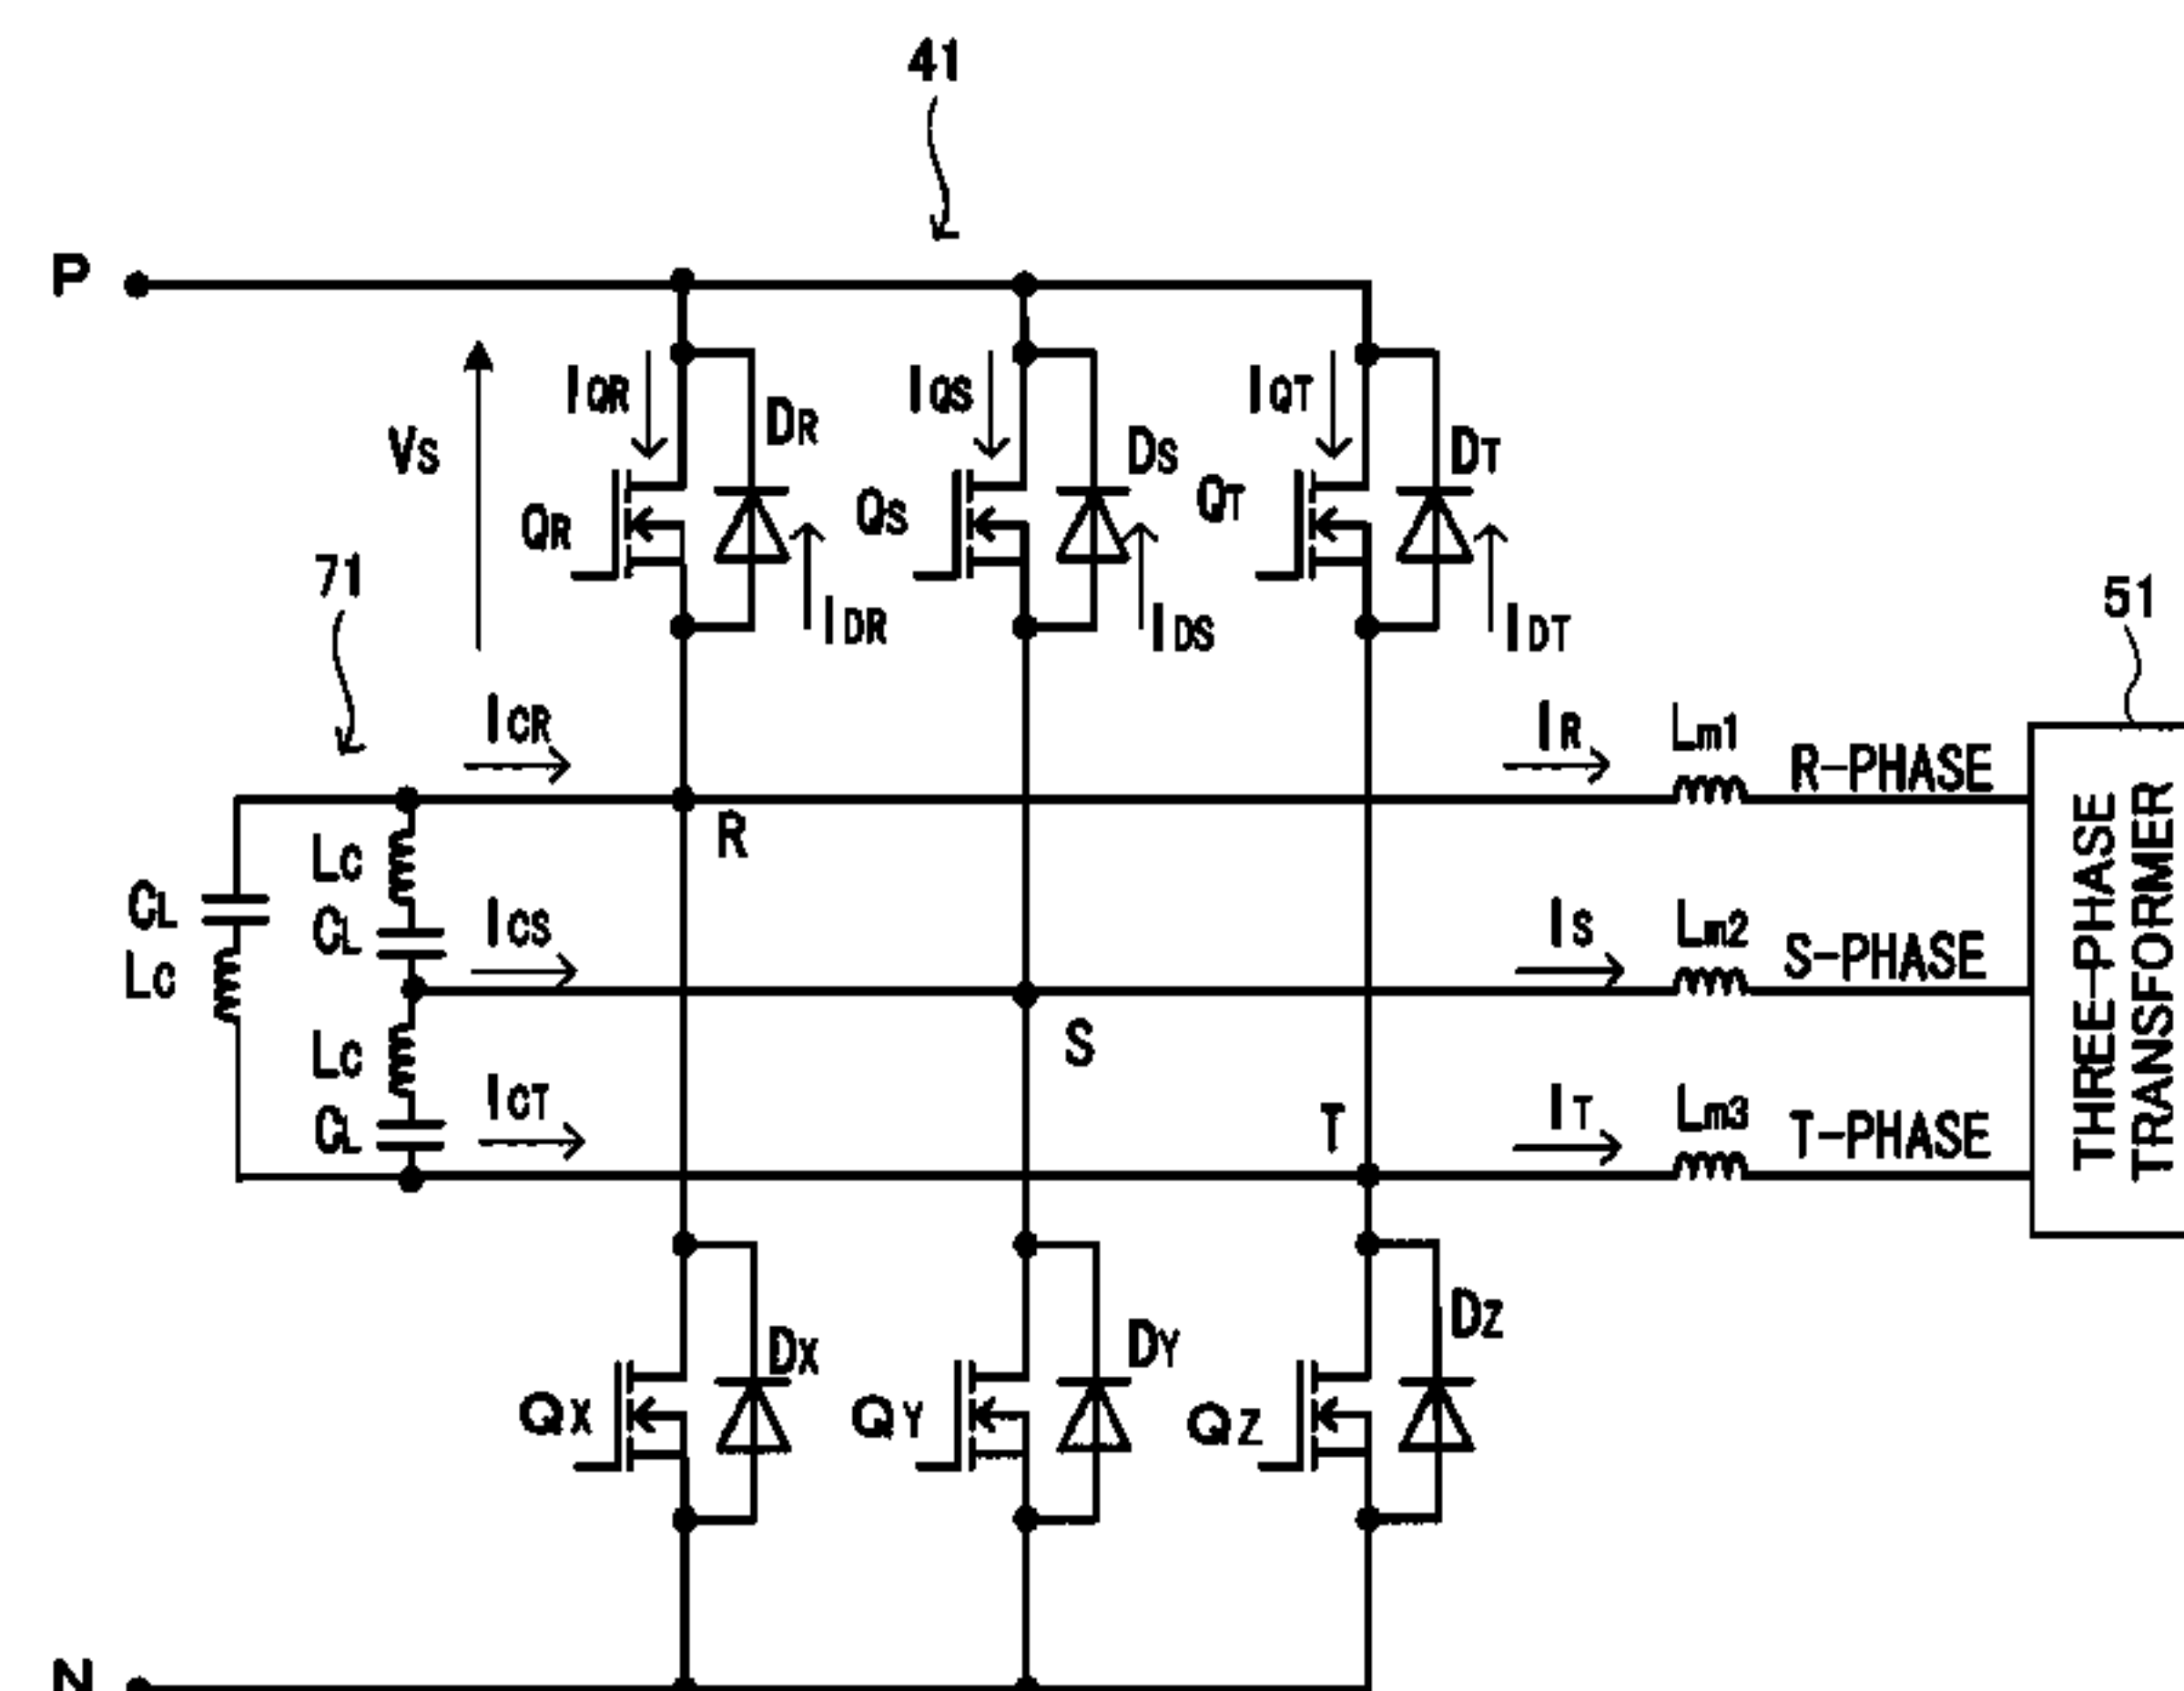 41
P
IQR
DR
IQS
DS
IQT
DT
VS
QR
QS
QT
71
IDR
IDS
IDT
51
ICR
IR
Lm1
R-PHASE
R
LC
CL
CL
ICS
IS
Lm2
S-PHASE
LC
S
LC
CL
ICT
T
IT
Lm3
T-PHASE
THREE-PHASE
TRANSFORMER
DX
DY
DZ
QX
QY
QZ
N